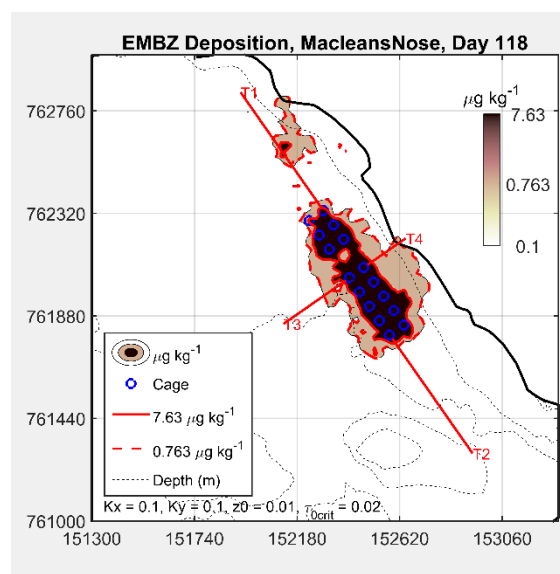 EMBZ Deposition, MacleansNose, Day 118
μg kg⁻¹
7.63
0.763
0.1
762760
762320
761880
761440
761000
T1
T4
T3
T2
μg kg⁻¹
Cage
7.63 μg kg⁻¹
0.763 μg kg⁻¹
Depth (m)
Kx = 0.1, Ky = 0.1, z0 = 0.01, τ0crit = 0.02
151300 151740 152180 152620 153060